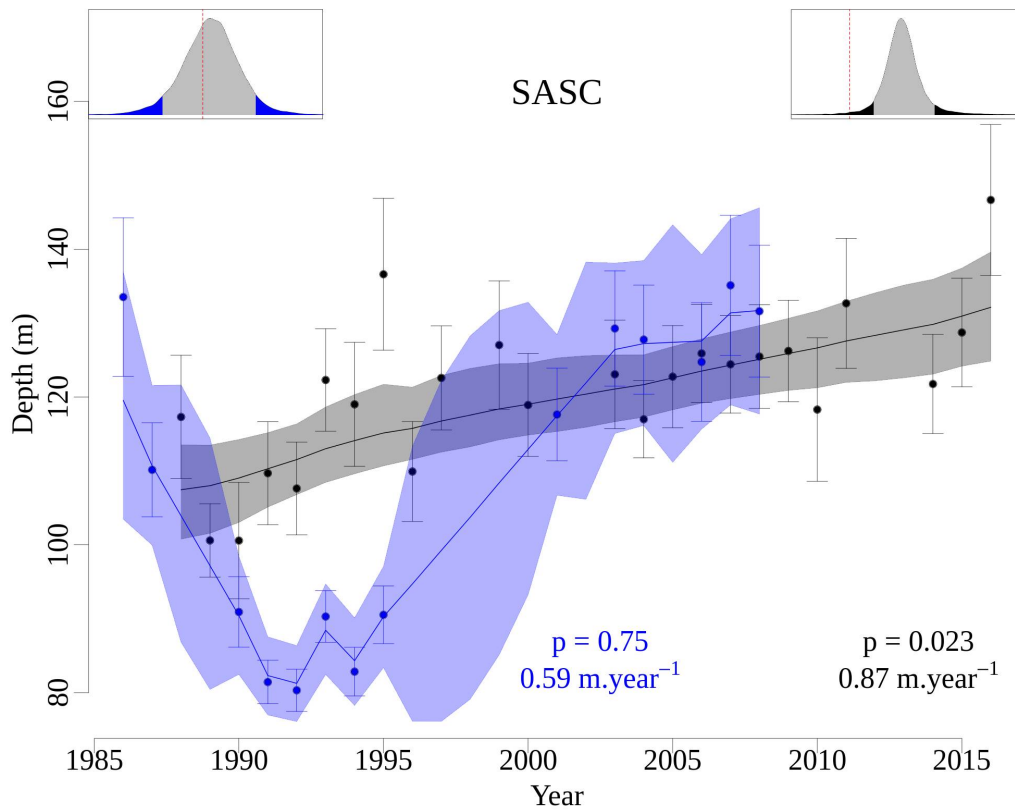 SASC
160
140
120
100
80
Depth (m)
p = 0.75
0.59 m.year⁻¹
p = 0.023
0.87 m.year⁻¹
1985 1990 1995 2000 2005 2010 2015
Year